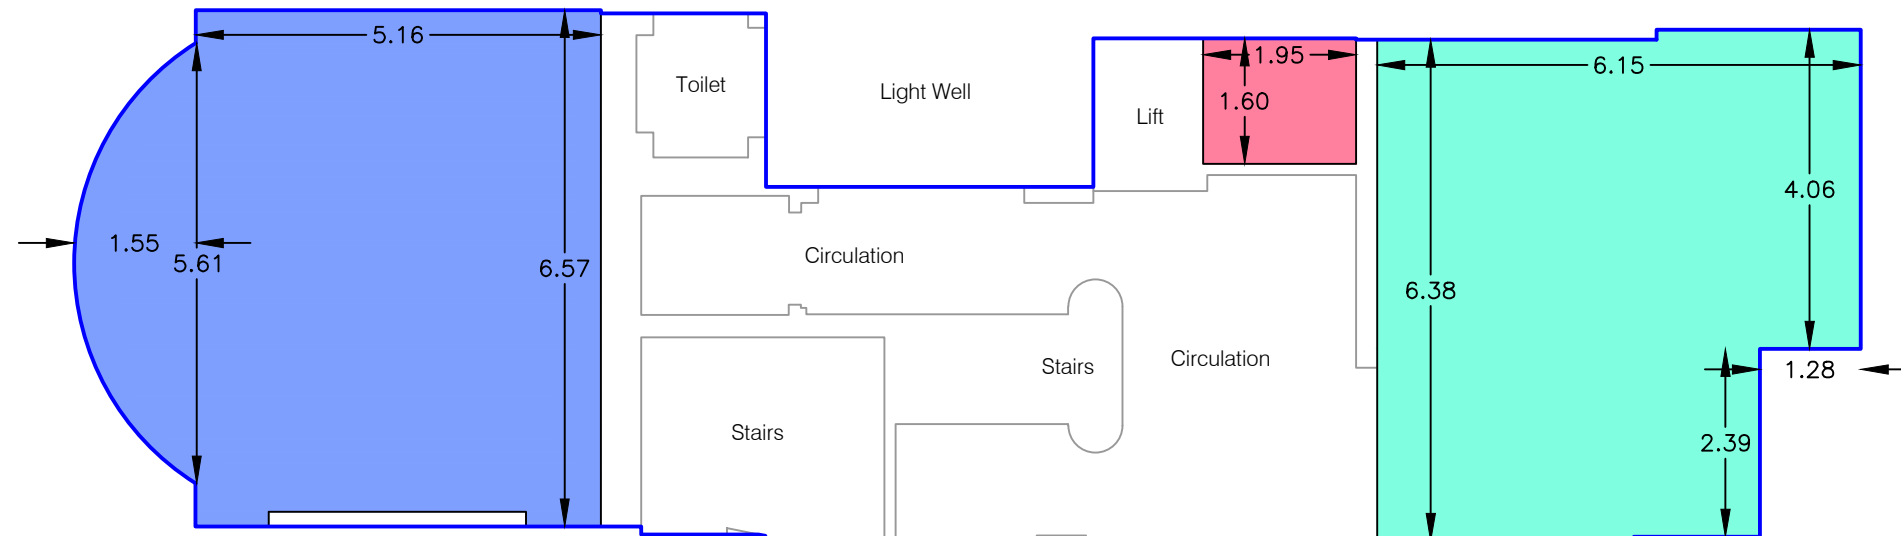 5.16
1.95
6.15
Toilet
Light Well
1.60
Lift
4.06
1.55
5.61
Circulation
6.57
6.38
Circulation
Stairs
1.28
Stairs
2.39